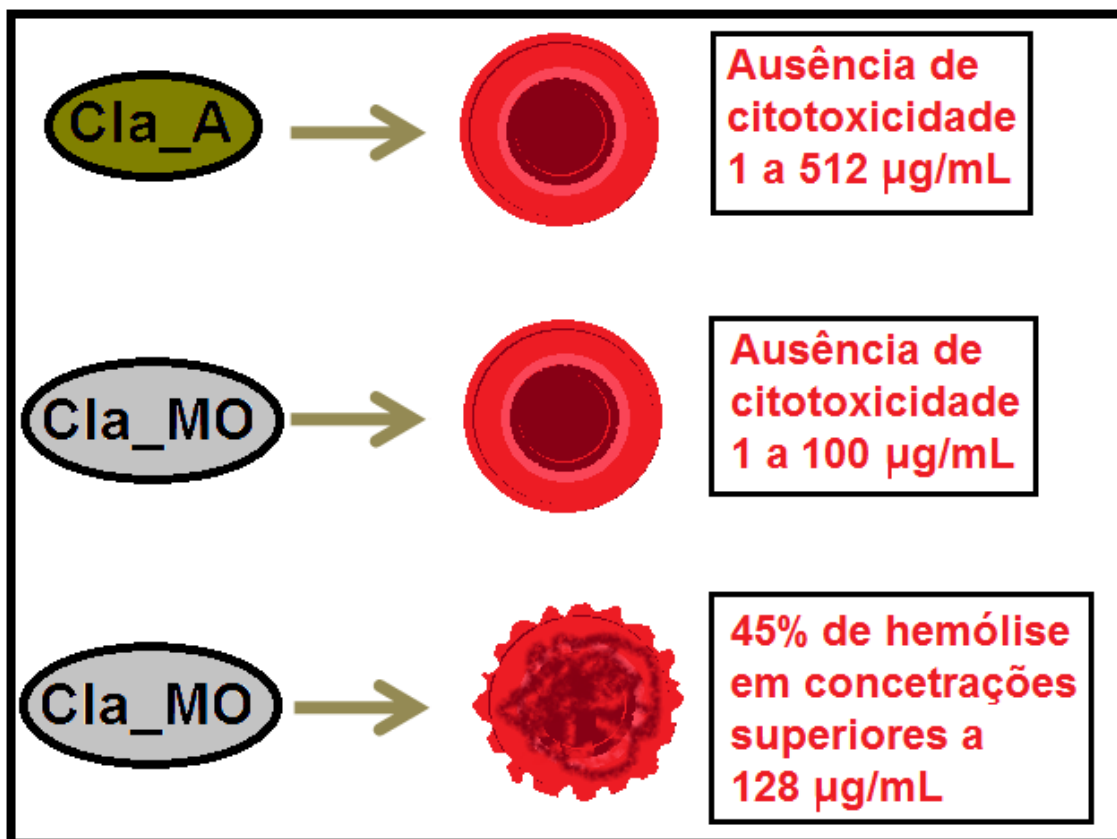 Cla_A
Ausência de
citotoxicidade
1 a 512 µg/mL
Cla_MO
Ausência de
citotoxicidade
1 a 100 µg/mL
Cla_MO
45% de hemólise
em concetrações
superiores a
128 µg/mL